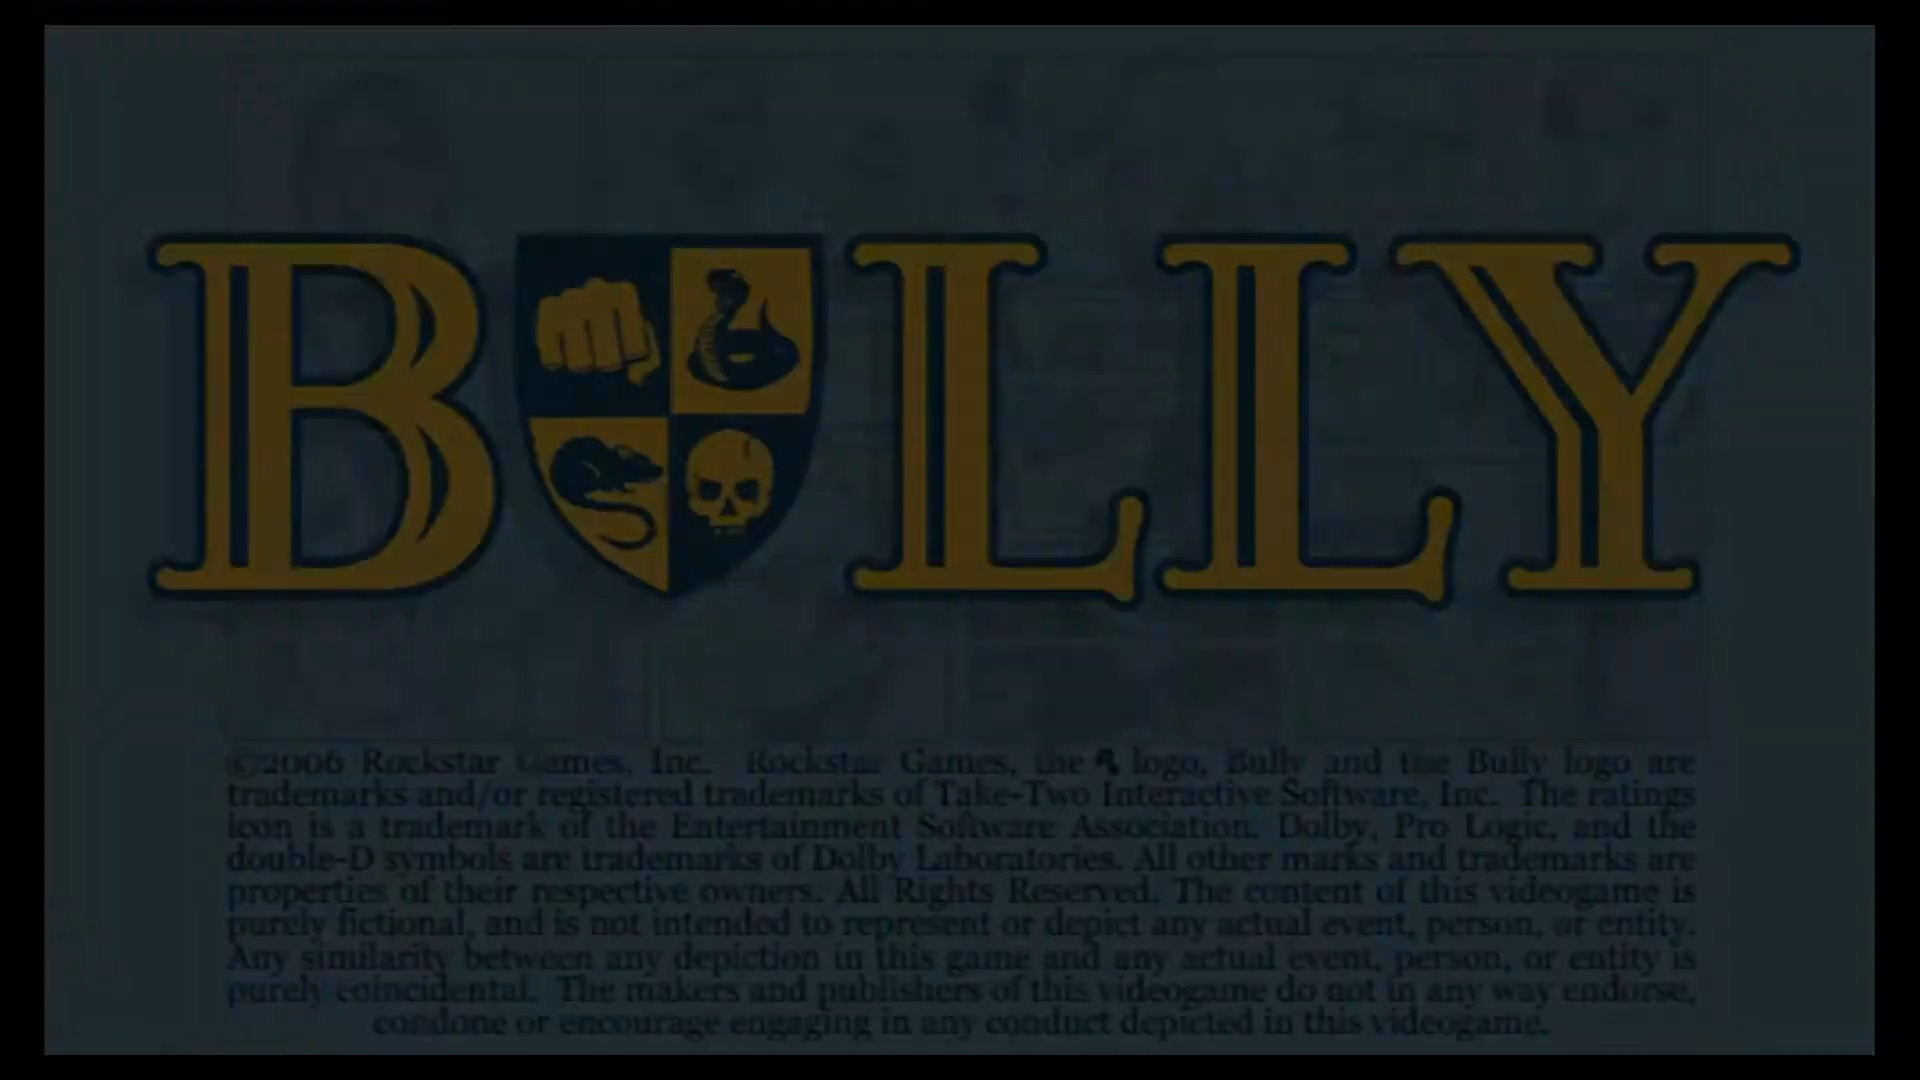 BULLY
©2006 Rockstar Games, Inc. Rockstar Games, the logo, Bully and the Bully logo are
trademarks and/or registered trademarks of Take-Two Interactive Software, Inc. The ratings
icon is a trademark of the Entertainment Software Association. Dolby, Pro Logic, and the
double-D symbols are trademarks of Dolby Laboratories. All other marks and trademarks are
properties of their respective owners. All Rights Reserved. The content of this videogame is
purely fictional, and is not intended to represent or depict any actual event, person, or entity.
Any similarity between any depiction in this game and any actual event, person, or entity is
purely coincidental. The makers and publishers of this videogame do not in any way endorse,
condone or encourage engaging in any conduct depicted in this videogame.